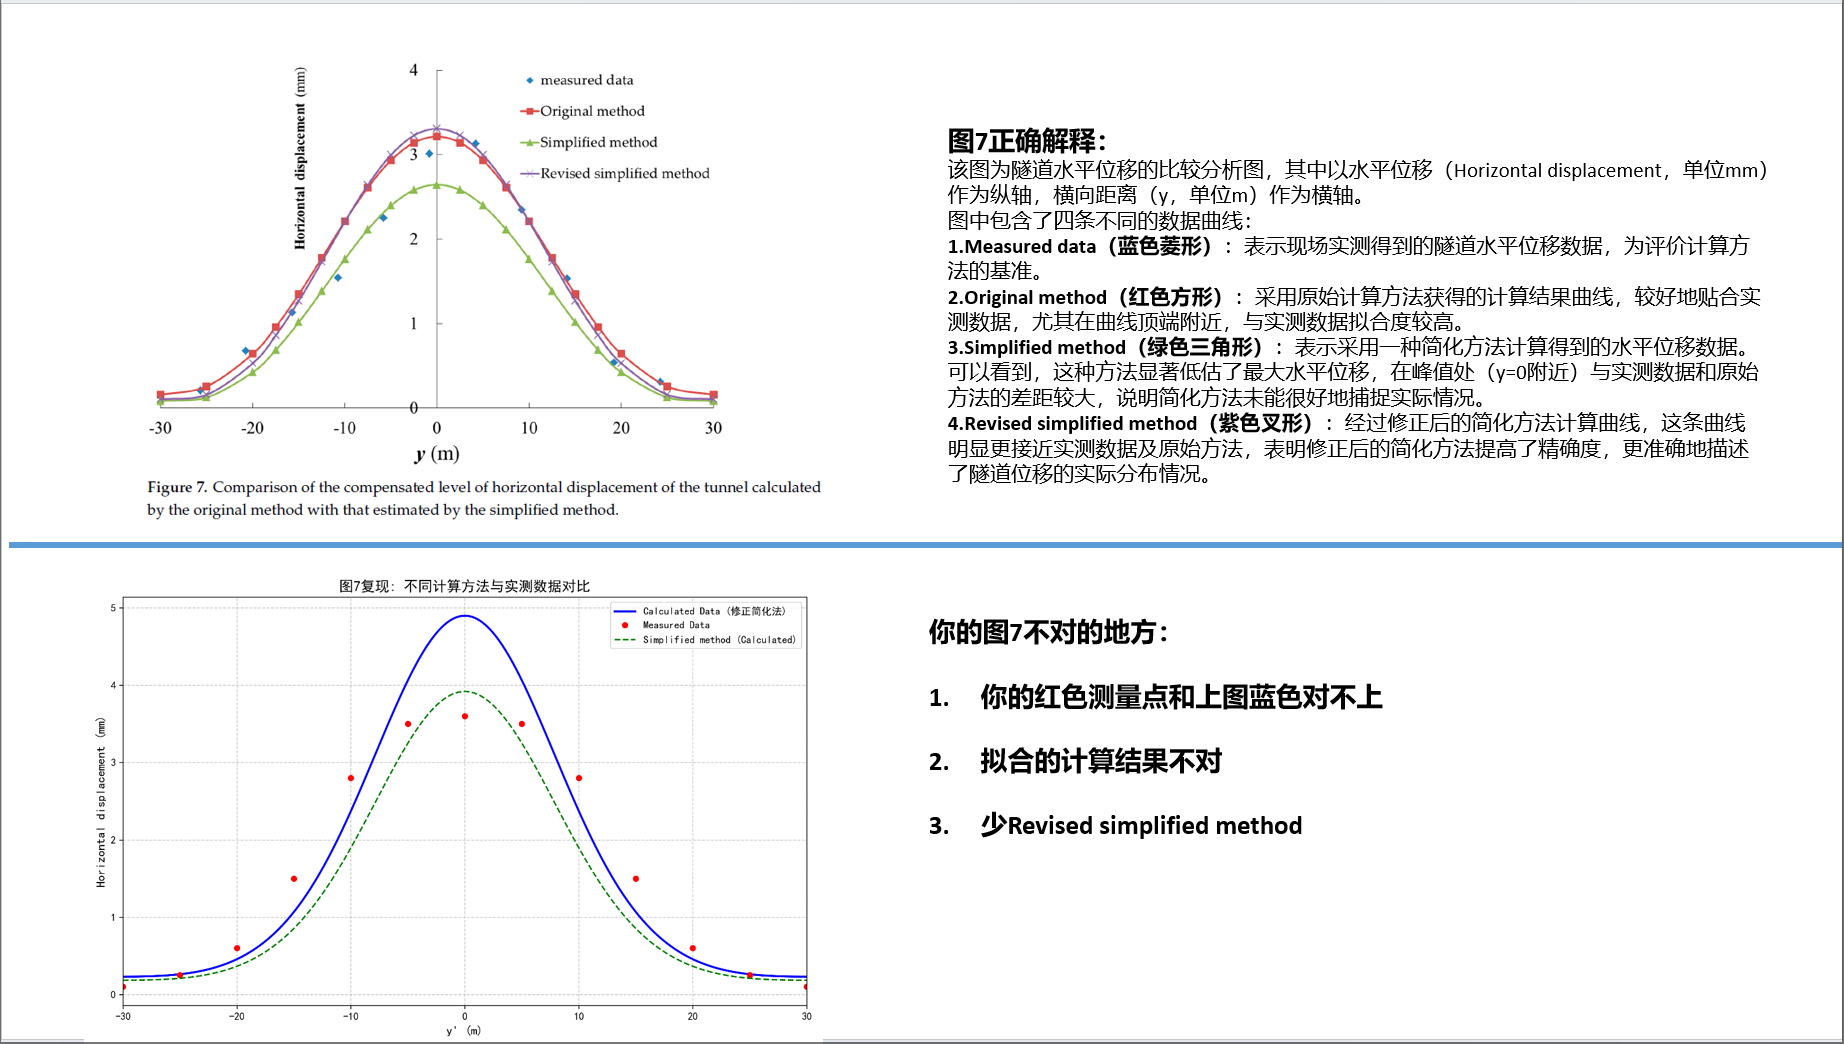 Horizontal displacement (mm)
4
3
2
1
0
measured data
Original method
Simplified method
Revised simplified method
-30
-20
-10
0
10
20
30
y (m)
Figure 7. Comparison of the compensated level of horizontal displacement of the tunnel calculated
by the original method with that estimated by the simplified method.
图7正确解释：
该图为隧道水平位移的比较分析图，其中以水平位移（Horizontal displacement，单位mm）
作为纵轴，横向距离（y，单位m）作为横轴。
图中包含了四条不同的数据曲线：
1.Measured data（蓝色菱形）：表示现场实测得到的隧道水平位移数据，为评价计算方
法的基准。
2.Original method（红色方形）：采用原始计算方法获得的计算结果曲线，较好地贴合实
测数据，尤其在曲线顶端附近，与实测数据拟合度较高。
3.Simplified method（绿色三角形）：表示采用一种简化方法计算得到的水平位移数据。
可以看到，这种方法显著低估了最大水平位移，在峰值处（y=0附近）与实测数据和原始
方法的差距较大，说明简化方法未能很好地捕捉实际情况。
4.Revised simplified method（紫色叉形）：经过修正后的简化方法计算曲线，这条曲线
明显更接近实测数据及原始方法，表明修正后的简化方法提高了精确度，更准确地描述
了隧道位移的实际分布情况。
图7复现：不同计算方法与实测数据对比
Calculated Data (修正简化法)
Measured Data
Simplified method (Calculated)
Horizontal displacement (mm)
5
4
3
2
1
0
-30
-20
-10
0
10
20
30
y' (m)
你的图7不对的地方：
1. 你的红色测量点和上图蓝色对不上
2. 拟合的计算结果不对
3. 少Revised simplified method